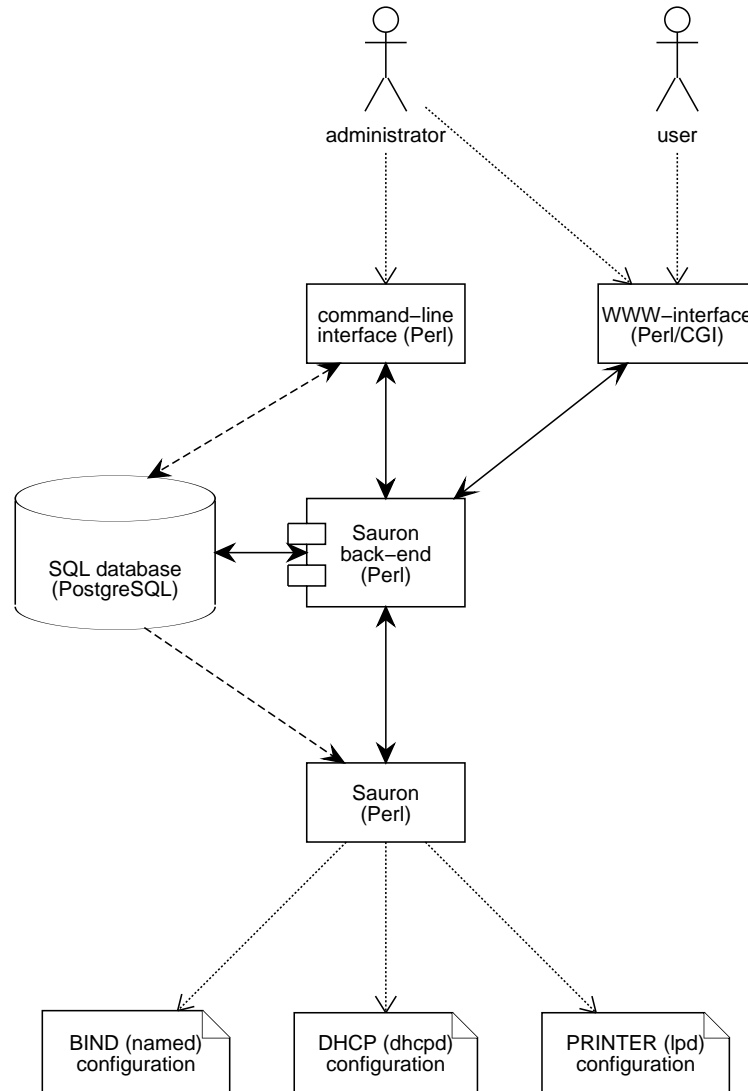 administrator
user
command−line
interface (Perl)
WWW−interface
(Perl/CGI)
Sauron
back−end
(Perl)
SQL database
(PostgreSQL)
Sauron
(Perl)
BIND (named)
configuration
DHCP (dhcpd)
configuration
PRINTER (lpd)
configuration